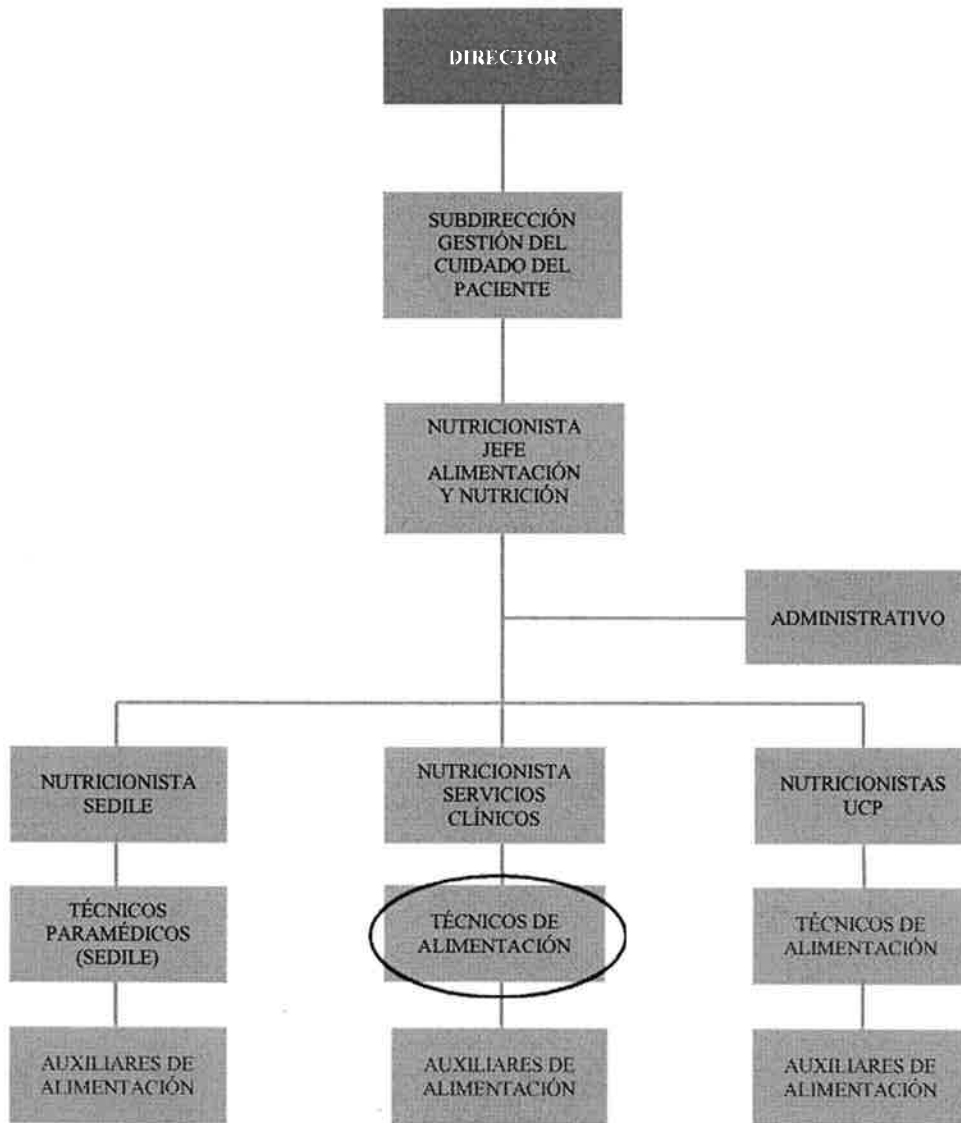 DIRECTOR
SUBDIRECCIÓN
GESTIÓN DEL
CUIDADO DEL
PACIENTE
NUTRICIONISTA
JEFE
ALIMENTACIÓN
Y NUTRICIÓN
ADMINISTRATIVO
NUTRICIONISTA
SEDILE
NUTRICIONISTA
SERVICIOS
CLÍNICOS
NUTRICIONISTAS
UCP
TÉCNICOS
PARAMÉDICOS
(SEDILE)
TÉCNICOS DE
ALIMENTACIÓN
TÉCNICOS DE
ALIMENTACIÓN
AUXILIARES DE
ALIMENTACIÓN
AUXILIARES DE
ALIMENTACIÓN
AUXILIARES DE
ALIMENTACIÓN